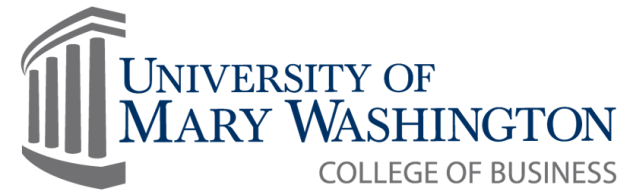 UNIVERSITY OF
MARY WASHINGTON
COLLEGE OF BUSINESS